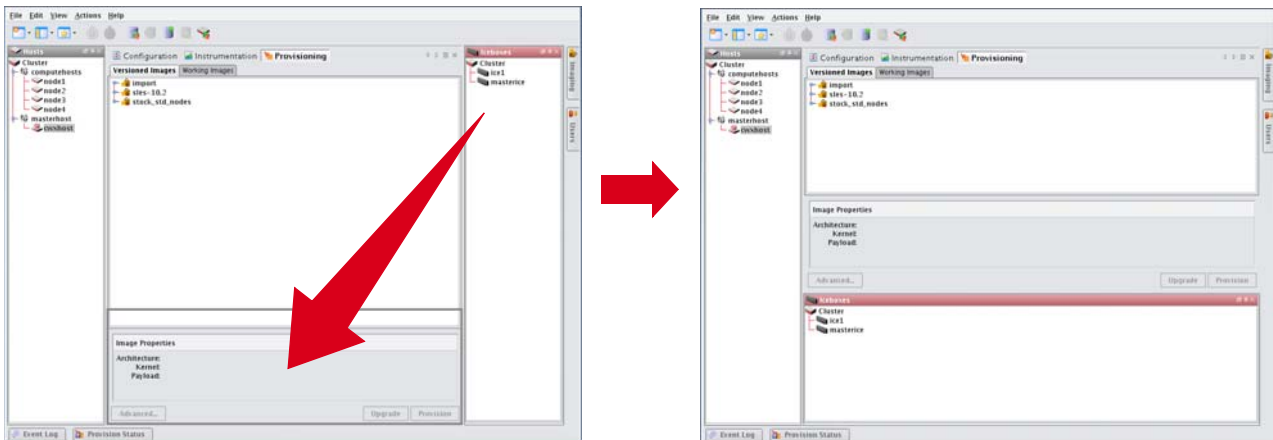 File Edit View Actions Help
Hosts
Cluster
computehosts
node1
node2
node3
node4
masterhost
cwxhost
Configuration Instrumentation Provisioning
Versioned Images Working Images
import
sles-10.2
stock_std_nodes
Image Properties
Architecture:
Kernel:
Payload:
Advanced... Upgrade Provision
Iceboxes
Cluster
ice1
masterice
Imaging
Users
Event Log Provision Status
File Edit View Actions Help
Hosts
Cluster
computehosts
node1
node2
node3
node4
masterhost
cwxhost
Configuration Instrumentation Provisioning
Versioned Images Working Images
import
sles-10.2
stock_std_nodes
Image Properties
Architecture:
Kernel:
Payload:
Advanced... Upgrade Provision
Iceboxes
Cluster
ice1
masterice
Imaging
Users
Event Log Provision Status